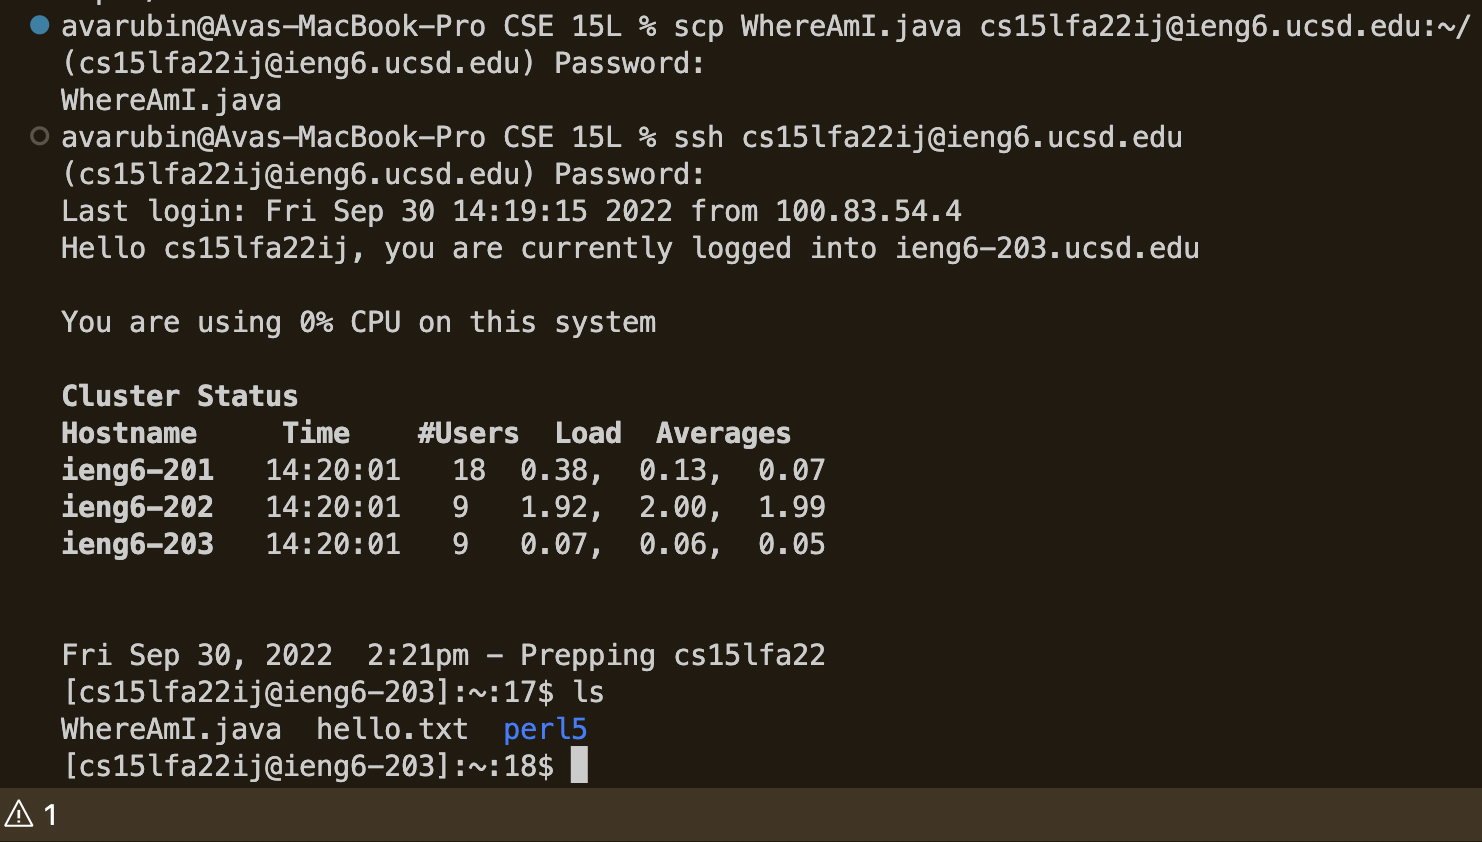 avarubin@Avas-MacBook-Pro CSE 15L % scp WhereAmI.java cs15lfa22ij@ieng6.ucsd.edu:~/
(cs15lfa22ij@ieng6.ucsd.edu) Password:
WhereAmI.java
avarubin@Avas-MacBook-Pro CSE 15L % ssh cs15lfa22ij@ieng6.ucsd.edu
(cs15lfa22ij@ieng6.ucsd.edu) Password:
Last login: Fri Sep 30 14:19:15 2022 from 100.83.54.4
Hello cs15lfa22ij, you are currently logged into ieng6-203.ucsd.edu
You are using 0% CPU on this system
Cluster Status
Hostname     Time    #Users  Load  Averages
ieng6-201   14:20:01   18  0.38,  0.13,  0.07
ieng6-202   14:20:01   9   1.92,  2.00,  1.99
ieng6-203   14:20:01   9   0.07,  0.06,  0.05
Fri Sep 30, 2022  2:21pm - Prepping cs15lfa22
[cs15lfa22ij@ieng6-203]:~:17$ ls
WhereAmI.java  hello.txt  perl5
[cs15lfa22ij@ieng6-203]:~:18$
1